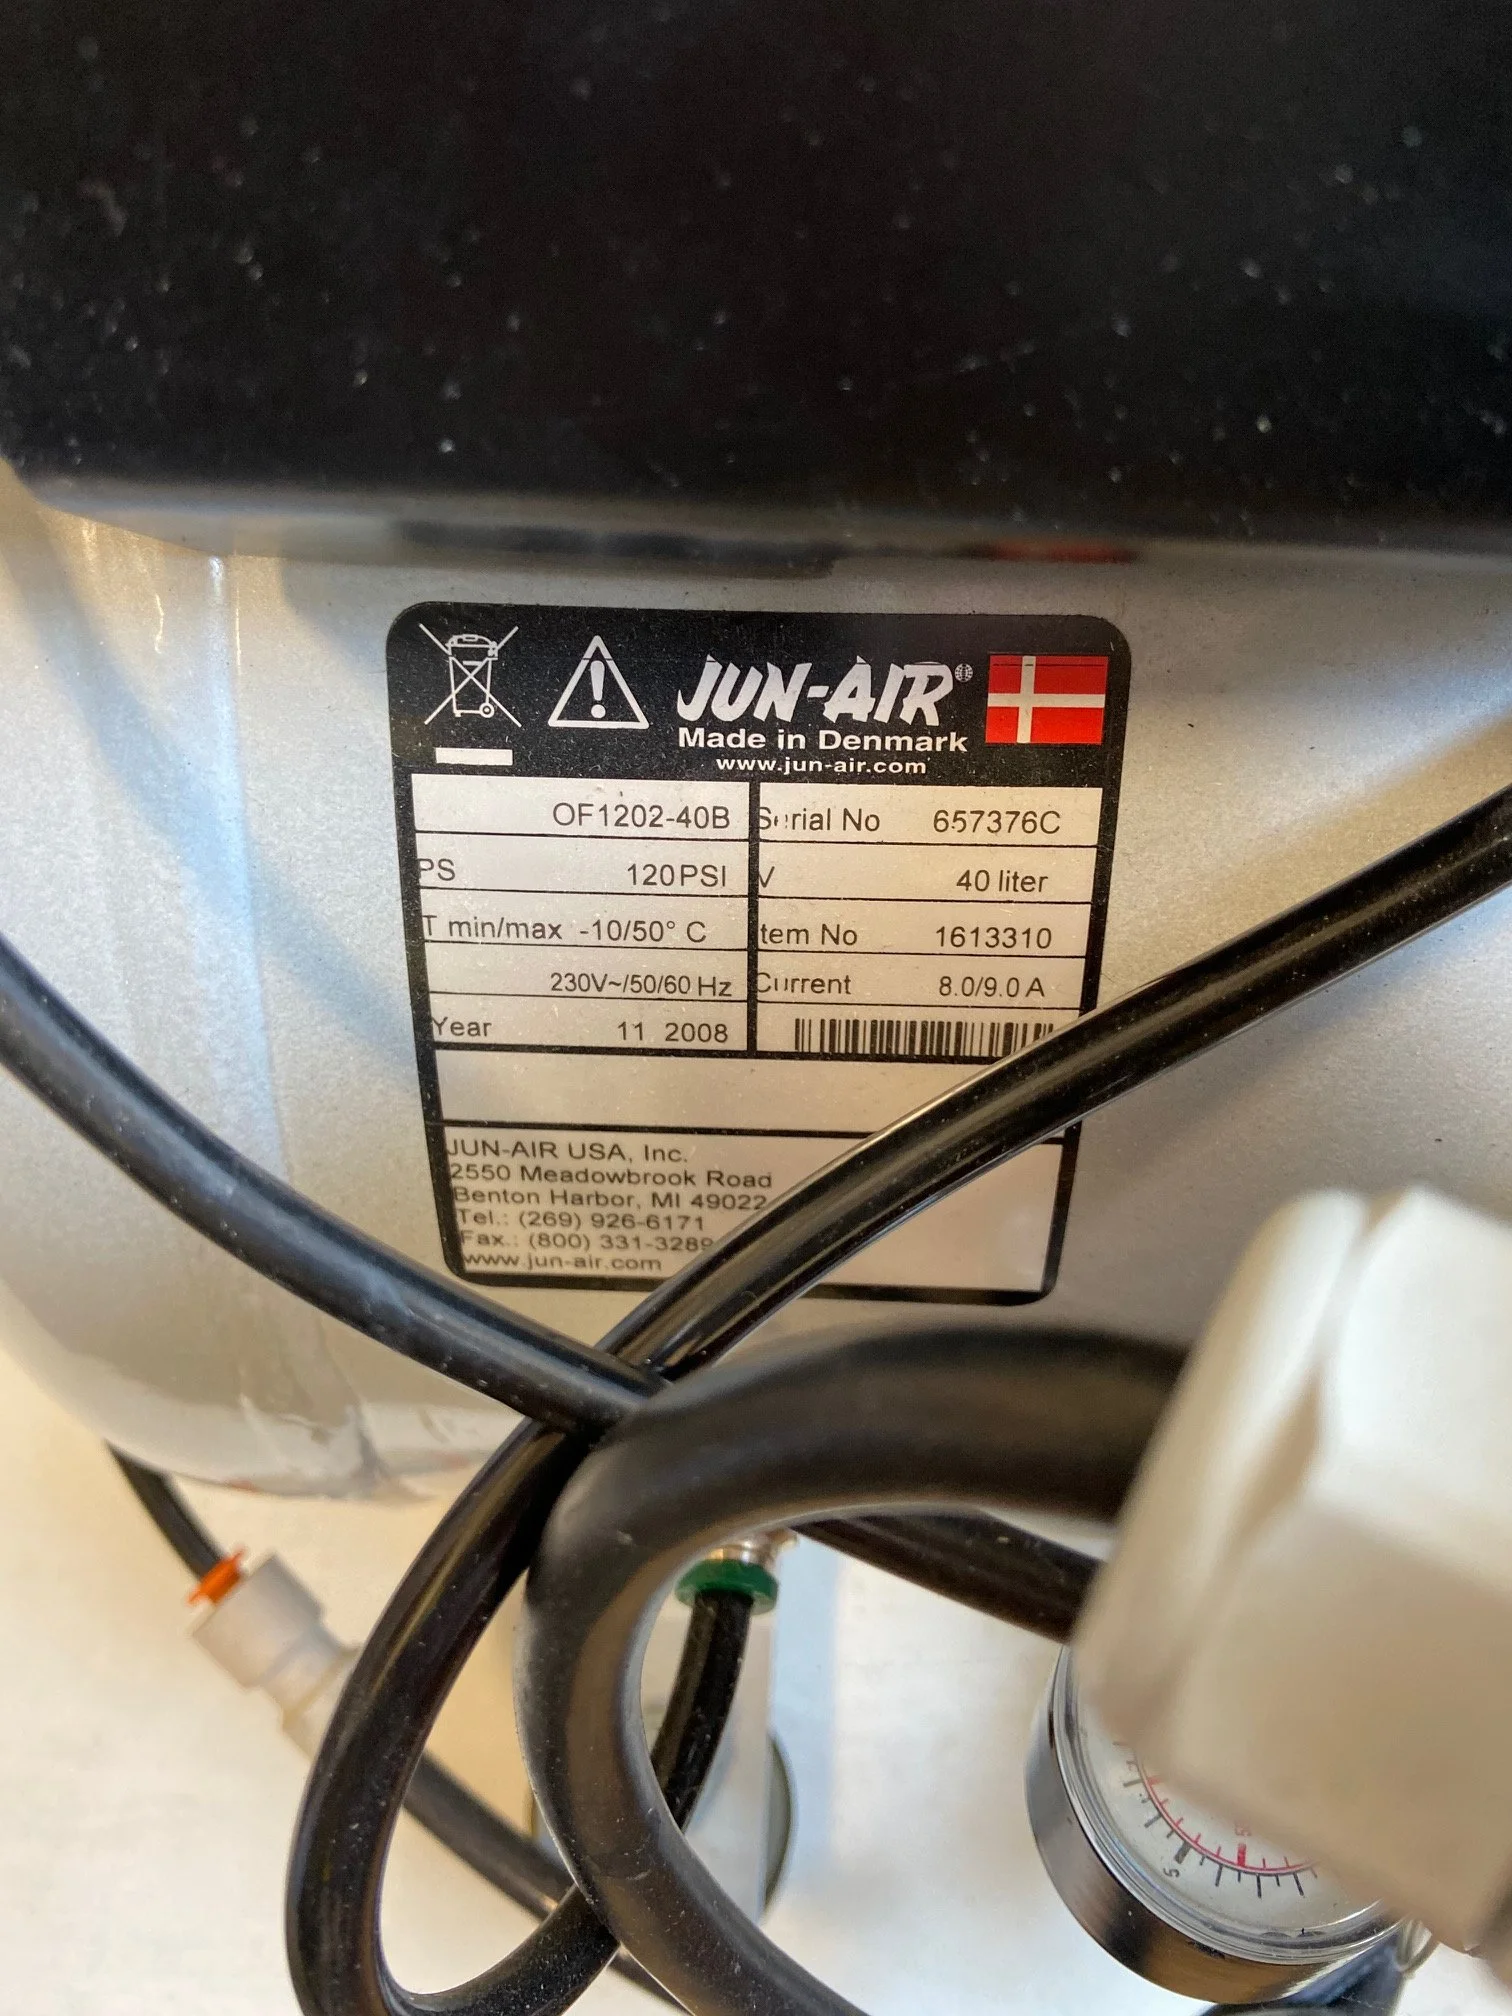 JUN-AIR®
Made in Denmark
www.jun-air.com
OF1202-40B Serial No 657376C
PS 120PSI V 40 liter
T min/max -10/50° C Item No 1613310
230V~/50/60 Hz Current 8.0/9.0 A
Year 11 2008
JUN-AIR USA, Inc.
2550 Meadowbrook Road
Benton Harbor, MI 49022
Tel.: (269) 926-6171
Fax.: (800) 331-3289
www.jun-air.com
5